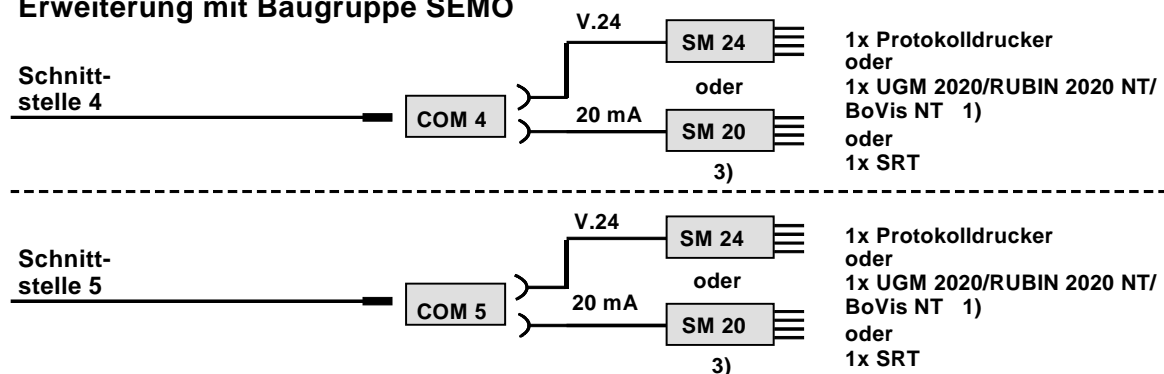 Erweiterung mit Baugruppe SEMO
V.24
SM 24
1x Protokolldrucker
oder
Schnitt-
stelle 4
oder
1x UGM 2020/RUBIN 2020 NT/
BoVis NT 1)
COM 4
20 mA
SM 20
oder
1x SRT
3)
V.24
SM 24
1x Protokolldrucker
oder
Schnitt-
stelle 5
oder
1x UGM 2020/RUBIN 2020 NT/
BoVis NT 1)
COM 5
20 mA
SM 20
oder
1x SRT
3)